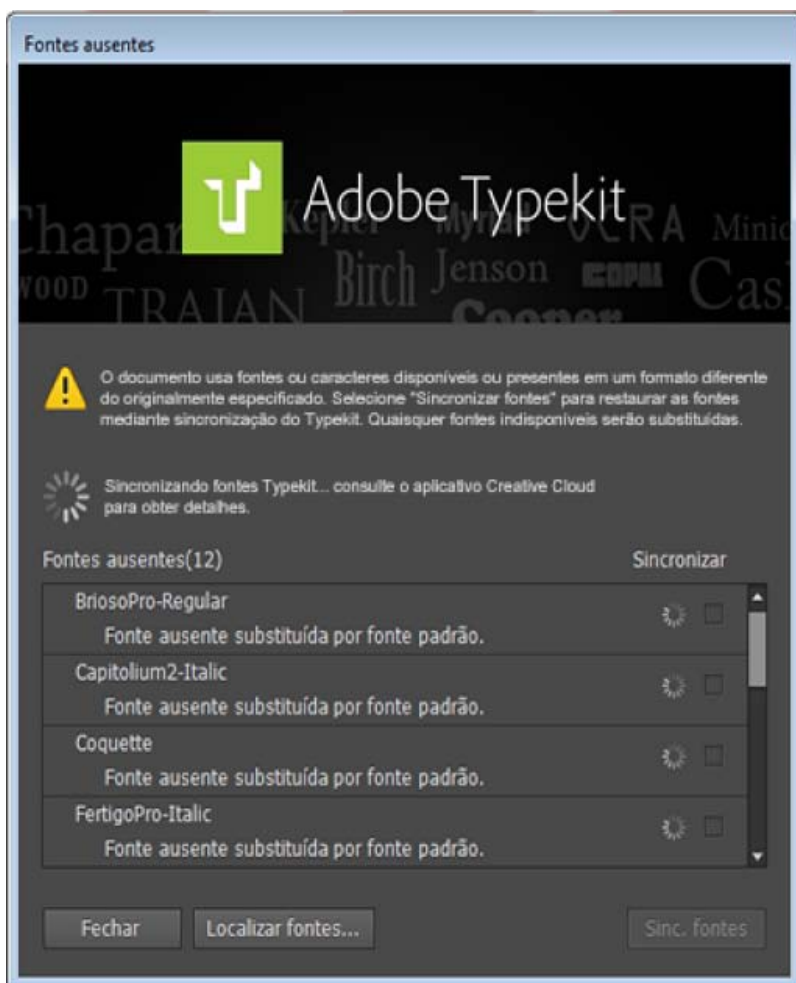 Fontes ausentes
Adobe Typekit
Kepler
Myriad
OCRA
Chapar
Birch
Jenson
COPAL
Minio
WOOD
TRAJAN
Cooper
Cas
O documento usa fontes ou caracteres disponíveis ou presentes em um formato diferente
do originalmente especificado. Selecione "Sincronizar fontes" para restaurar as fontes
mediante sincronização do Typekit. Quaisquer fontes indisponíveis serão substituídas.
Sincronizando fontes Typekit... consulte o aplicativo Creative Cloud
para obter detalhes.
Fontes ausentes(12) Sincronizar
BriosoPro-Regular
Fonte ausente substituída por fonte padrão.
Capitolium2-Italic
Fonte ausente substituída por fonte padrão.
Coquette
Fonte ausente substituída por fonte padrão.
FertigoPro-Italic
Fonte ausente substituída por fonte padrão.
Fechar Localizar fontes... Sinc. fontes